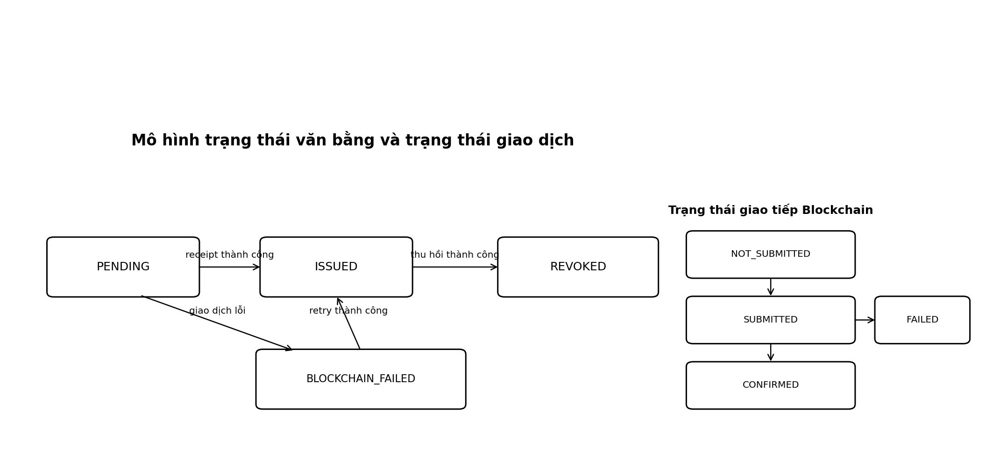 Mô hình trạng thái văn bằng và trạng thái giao dịch
Trạng thái giao tiếp Blockchain
PENDING
receipt thành công
ISSUED
thu hồi thành công
REVOKED
giao dịch lỗi
retry thành công
BLOCKCHAIN_FAILED
NOT_SUBMITTED
SUBMITTED
FAILED
CONFIRMED